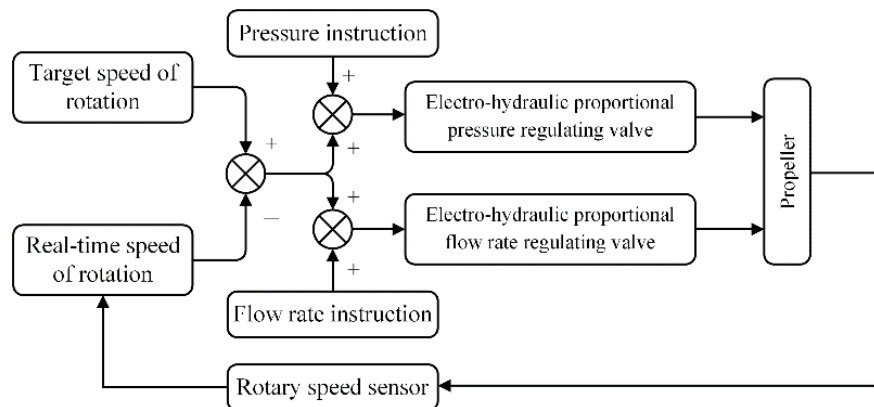 Pressure instruction
Target speed of
rotation
+
+
+
−
+
Electro-hydraulic proportional
pressure regulating valve
+
Electro-hydraulic proportional
flow rate regulating valve
+
Propeller
Real-time speed
of rotation
Flow rate instruction
Rotary speed sensor